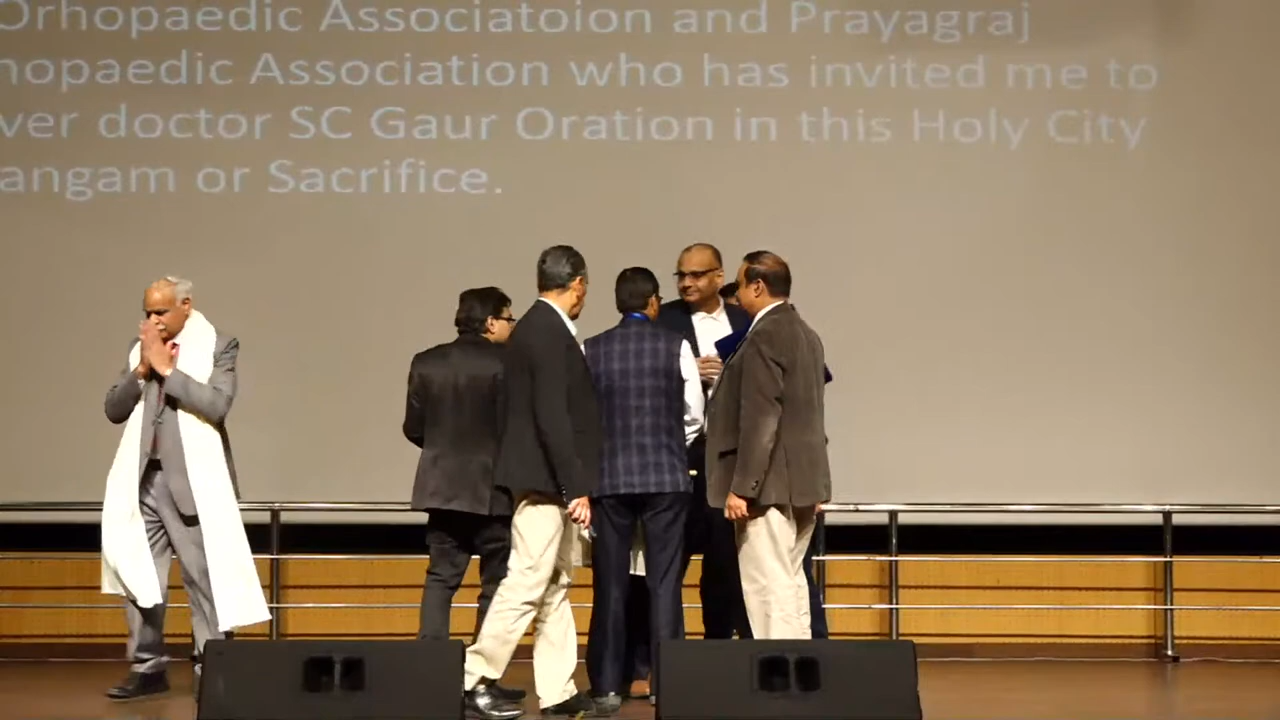 Orhopaedic Associatoion and Prayagraj
hopaedic Association who has invited me to
ver doctor SC Gaur Oration in this Holy City
angam or Sacrifice.